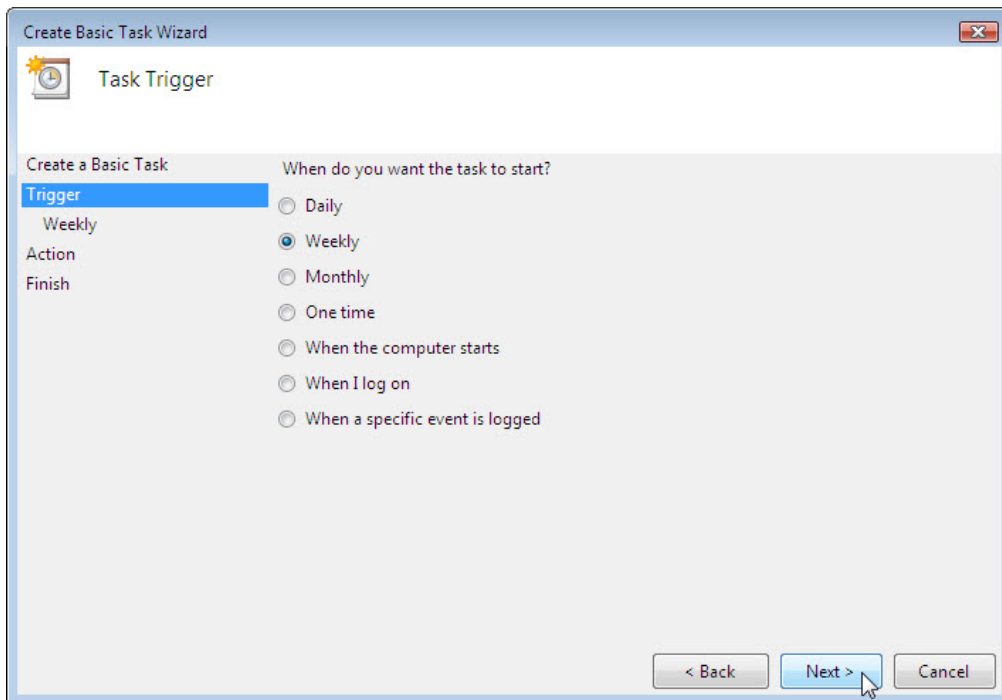 Create Basic Task Wizard
Task Trigger
Create a Basic Task
Trigger
Weekly
Action
Finish
When do you want the task to start?
Daily
Weekly
Monthly
One time
When the computer starts
When I log on
When a specific event is logged
< Back
Next >
Cancel